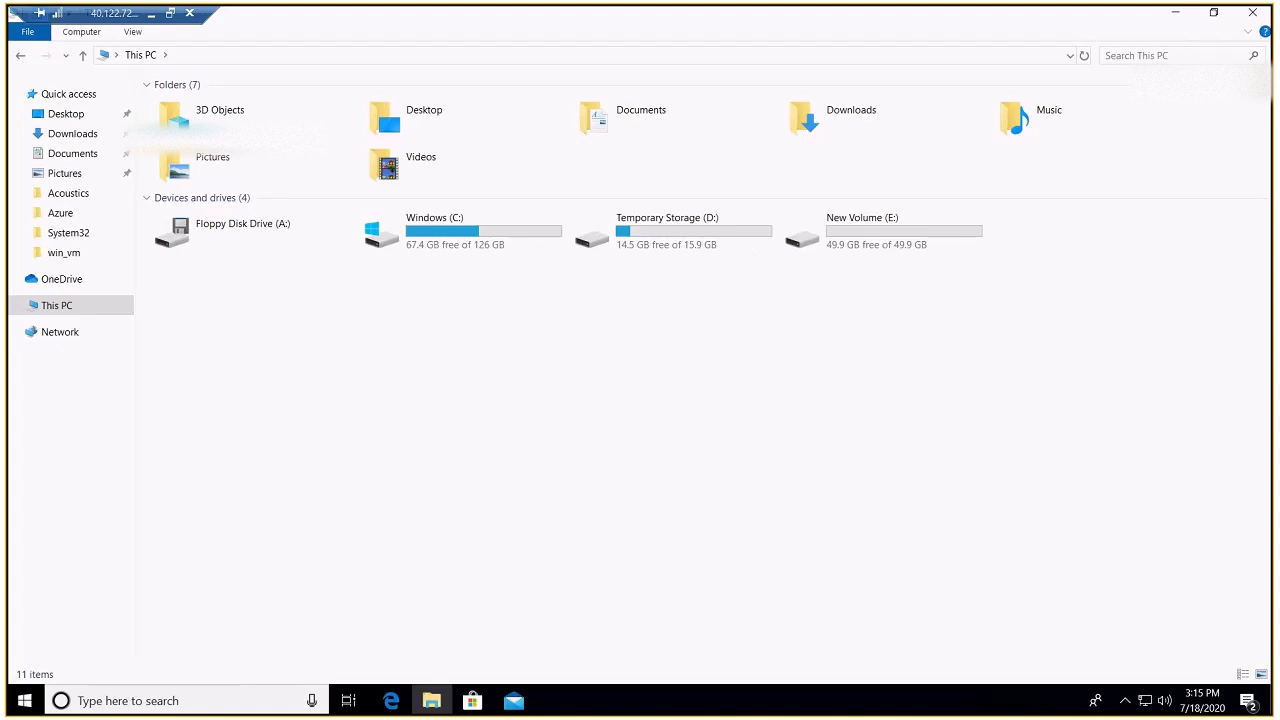 40.122.72...
File Computer View
This PC
Search This PC
Quick access
Desktop
Downloads
Documents
Pictures
Acoustics
Azure
System32
win_vm
OneDrive
This PC
Network
Folders (7)
3D Objects Desktop Documents Downloads Music
Pictures Videos
Devices and drives (4)
Floppy Disk Drive (A:) Windows (C:) Temporary Storage (D:) New Volume (E:)
67.4 GB free of 126 GB 14.5 GB free of 15.9 GB 49.9 GB free of 49.9 GB
11 items
Type here to search
3:15 PM
7/18/2020
2